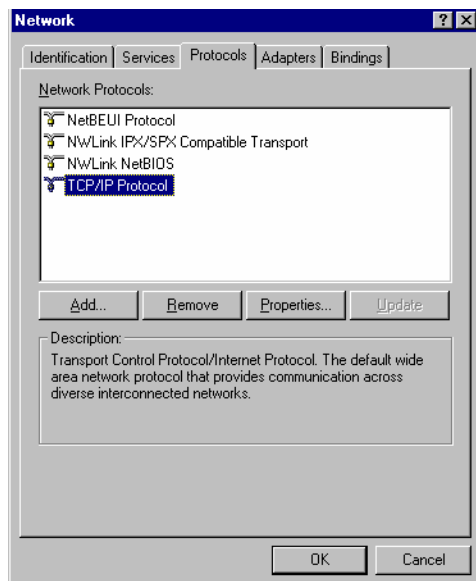 Network
Identification Services Protocols Adapters Bindings
Network Protocols:
NetBEUI Protocol
NWLink IPX/SPX Compatible Transport
NWLink NetBIOS
TCP/IP Protocol
Add... Remove Properties... Update
Description:
Transport Control Protocol/Internet Protocol. The default wide
area network protocol that provides communication across
diverse interconnected networks.
OK Cancel